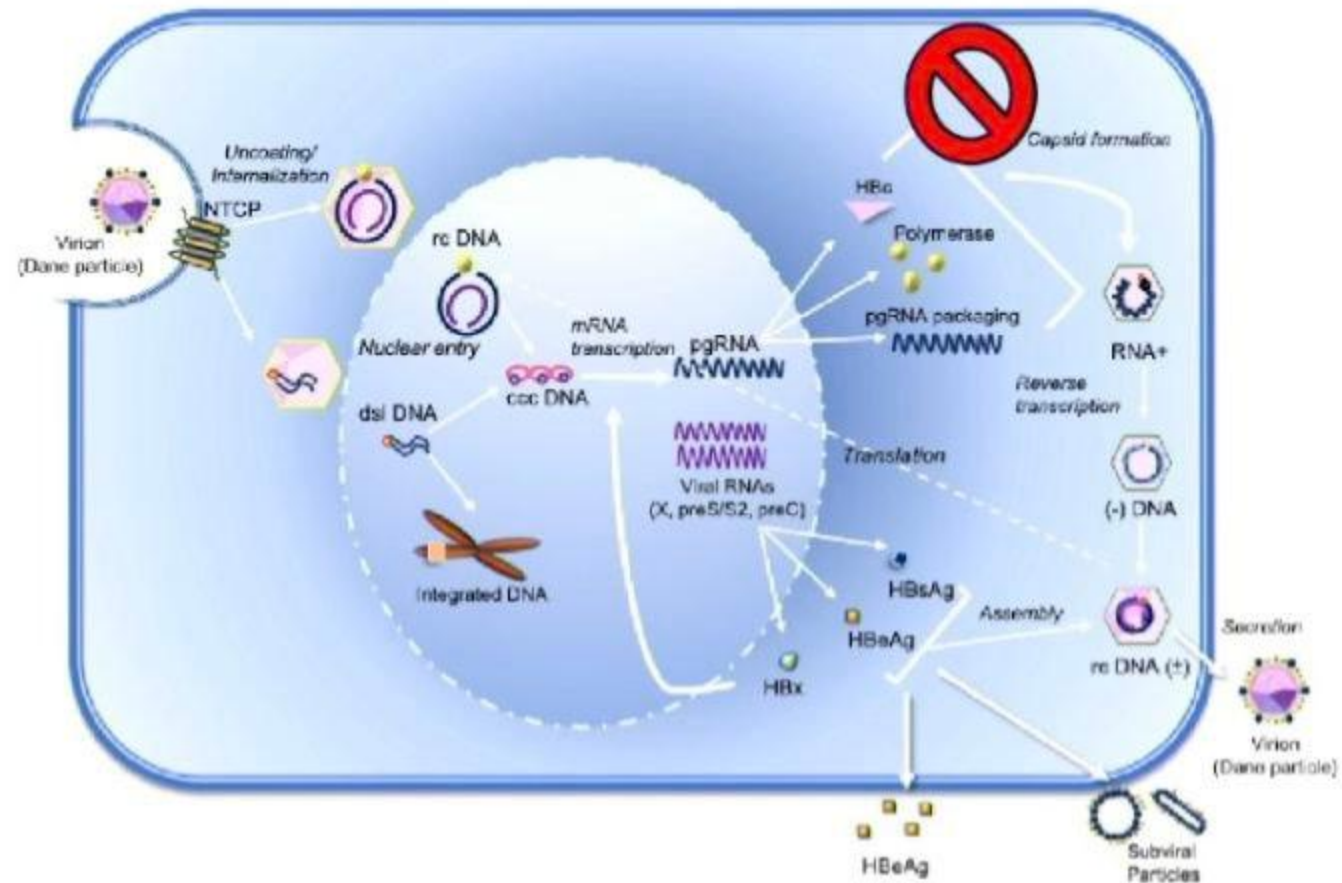 Capsid formation
Uncoating/
Internalization
HBc
NTCP
Virion
(Dane particle)
rc DNA
Polymerase
mRNA
transcription
pgRNA
pgRNA packaging
RNA+
Nuclear entry
ccc DNA
Reverse
transcription
dsl DNA
Translation
Viral RNAs
(X, preS/S2, preC)
(-) DNA
Integrated DNA
HBsAg
Assembly
HBeAg
Secretion
rc DNA (±)
HBx
Virion
(Dane particle)
HBeAg
Subviral
Particles